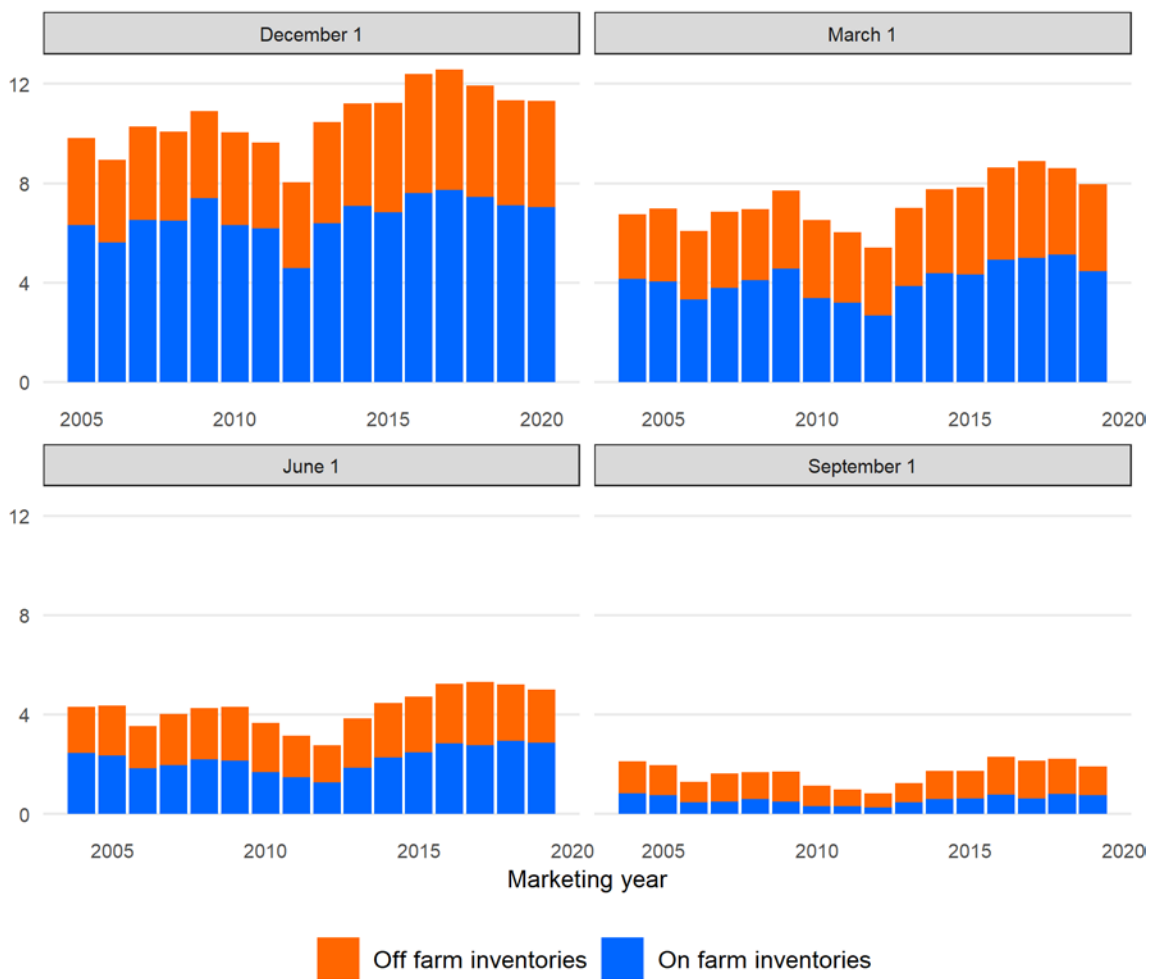 December 1
March 1
12
8
4
0
2005 2010 2015 2020
2005 2010 2015 2020
June 1
September 1
12
8
4
0
2005 2010 2015 2020
2005 2010 2015 2020
Marketing year
Off farm inventories
On farm inventories